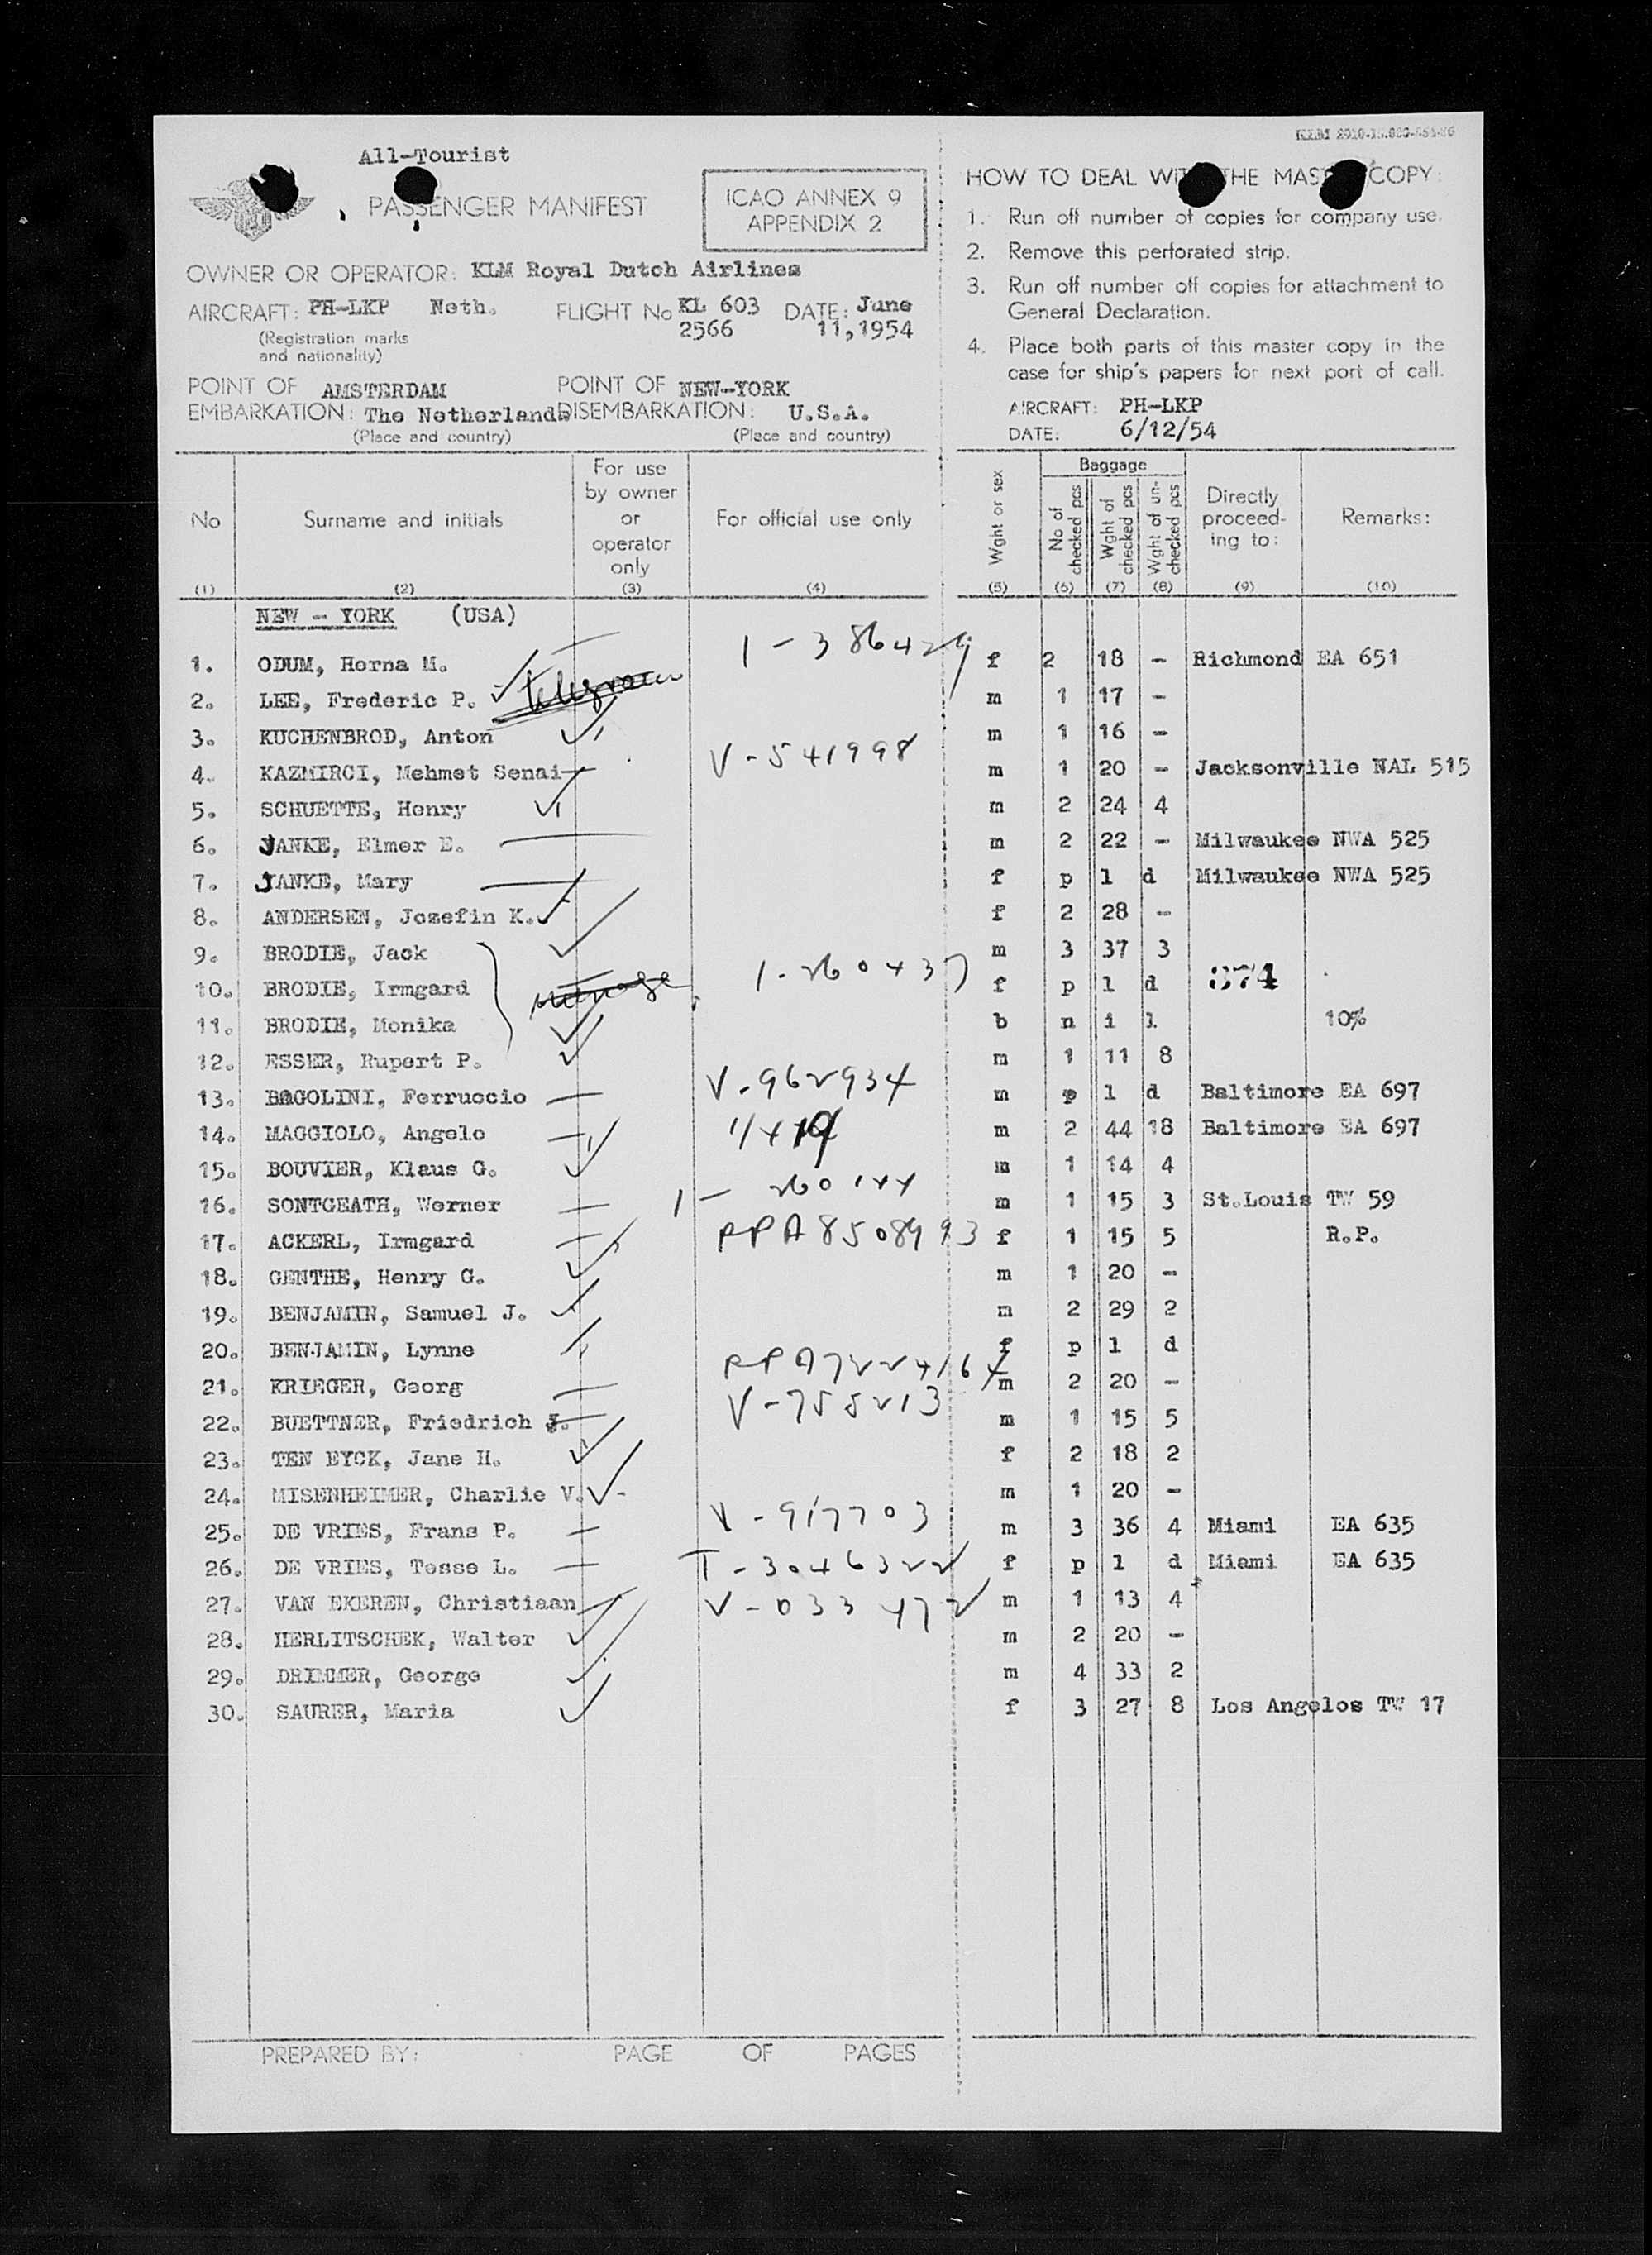 All-Tourist
PASSENGER MANIFEST
ICAO ANNEX 9
APPENDIX 2
OWNER OR OPERATOR: KLM Royal Dutch Airlines
AIRCRAFT: PH-LKP Neth. FLIGHT No KL 603 DATE: June
(Registration marks 2566 11,1954
and nationality)
POINT OF AMSTERDAM POINT OF NEW-YORK
EMBARKATION: The Netherlands DISEMBARKATION: U.S.A.
(Place and country) (Place and country)
HOW TO DEAL WITH THE MASTER COPY:
1. Run off number of copies for company use.
2. Remove this perforated strip.
3. Run off number off copies for attachment to
General Declaration.
4. Place both parts of this master copy in the
case for ship's papers for next port of call.
AIRCRAFT: PH-LKP
DATE: 6/12/54
No Surname and initials For use by owner or operator only For official use only Wght or sex Baggage No of checked pcs Wght of checked pcs Wght of un-checked pcs Directly proceed-ing to: Remarks:
(1) (2) (3) (4) (5) (6) (7) (8) (9) (10)
NEW - YORK (USA)
1. ODUM, Herna M. 1-386429 f 2 18 - Richmond EA 651
2. LEE, Frederic P. telegram m 1 17 -
3. KUCHENBROD, Anton m 1 16 -
4. KAZMIRCI, Mehmet Senai V-541998 m 1 20 - Jacksonville NAL 515
5. SCHUETTE, Henry m 2 24 4
6. JANKE, Elmer E. m 2 22 - Milwaukee NWA 525
7. JANKE, Mary f p l d Milwaukee NWA 525
8. ANDERSEN, Jozefin K. f 2 28 -
9. BRODIE, Jack m 3 37 3
10. BRODIE, Irmgard message 1-260437 f p l d 874
11. BRODIE, Monika b n i l 10%
12. ESSER, Rupert P. m 1 11 8
13. BAGOLINI, Ferruccio V-962934 m p l d Baltimore EA 697
14. MAGGIOLO, Angelo m 2 44 18 Baltimore EA 697
15. BOUVIER, Klaus G. m 1 14 4
16. SONTGEATH, Werner 1-260144 m 1 15 3 St.Louis TW 59
17. ACKERL, Irmgard PPA 8508993 f 1 15 5 R.P.
18. GENTHE, Henry G. m 1 20 -
19. BENJAMIN, Samuel J. m 2 29 2
20. BENJAMIN, Lynne f p l d
21. KRIEGER, Georg PPA7224164 m 2 20 -
22. BUETTNER, Friedrich J. V-755213 m 1 15 5
23. TEN EYCK, Jane H. f 2 18 2
24. MISENHEIMER, Charlie V. m 1 20 -
25. DE VRIES, Frans P. V-917703 m 3 36 4 Miami EA 635
26. DE VRIES, Tesse L. T-3046322 f p l d Miami EA 635
27. VAN EKEREN, Christiaan V-033472 m 1 13 4
28. HERLITSCHEK, Walter m 2 20 -
29. DRIMMER, George m 4 33 2
30. SAURER, Maria f 3 27 8 Los Angelos TW 17
PREPARED BY: PAGE OF PAGES